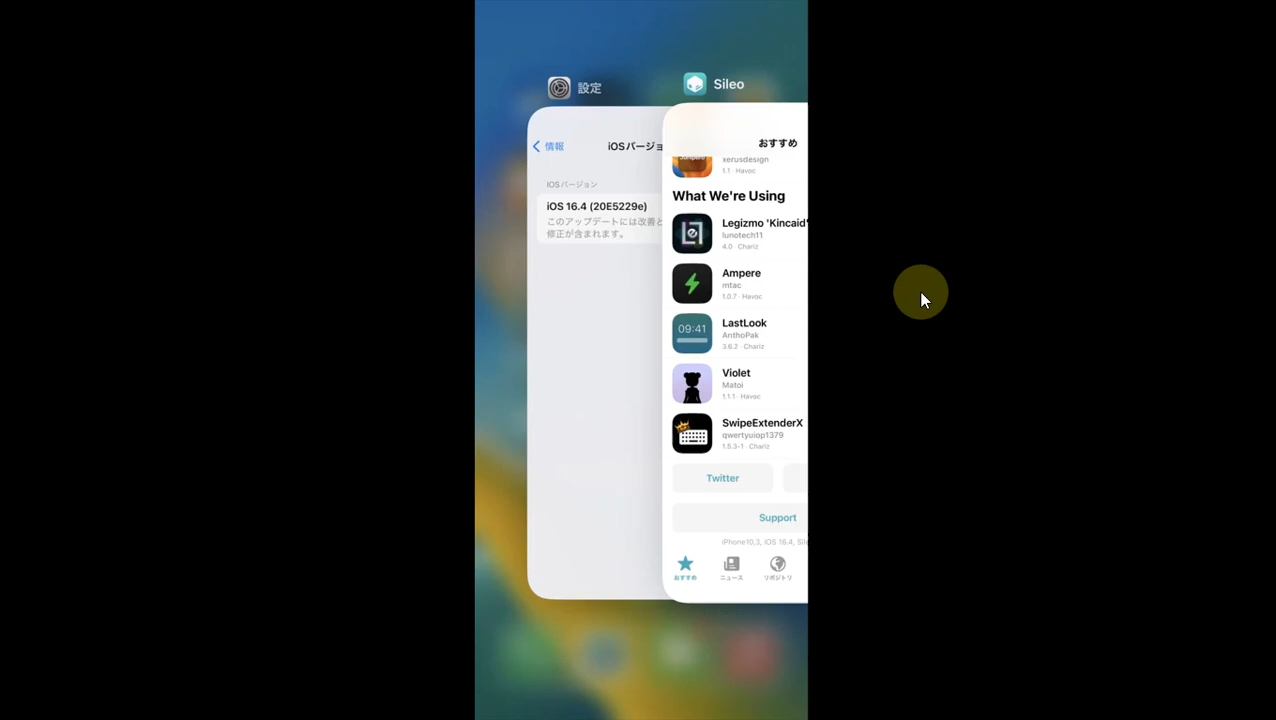 設定
Sileo
情報
iOSバージョ
IOSバージョン
iOS 16.4 (20E5229e)
このアップデートには改善と
修正が含まれます。
おすすめ
xerusdesign
1.1 · Havoc
What We're Using
Legizmo 'Kincaid'
lunotech11
4.0 · Chariz
Ampere
mtac
1.0.7 · Havoc
09:41
LastLook
AnthoPak
3.6.2 · Chariz
Violet
Matoi
1.1.1 · Havoc
SwipeExtenderX
qwertyuiop1379
1.5.3-1 · Chariz
Twitter
Support
iPhone10,3, iOS 16.4, Sile
おすすめ
ニュース
リポジトリ